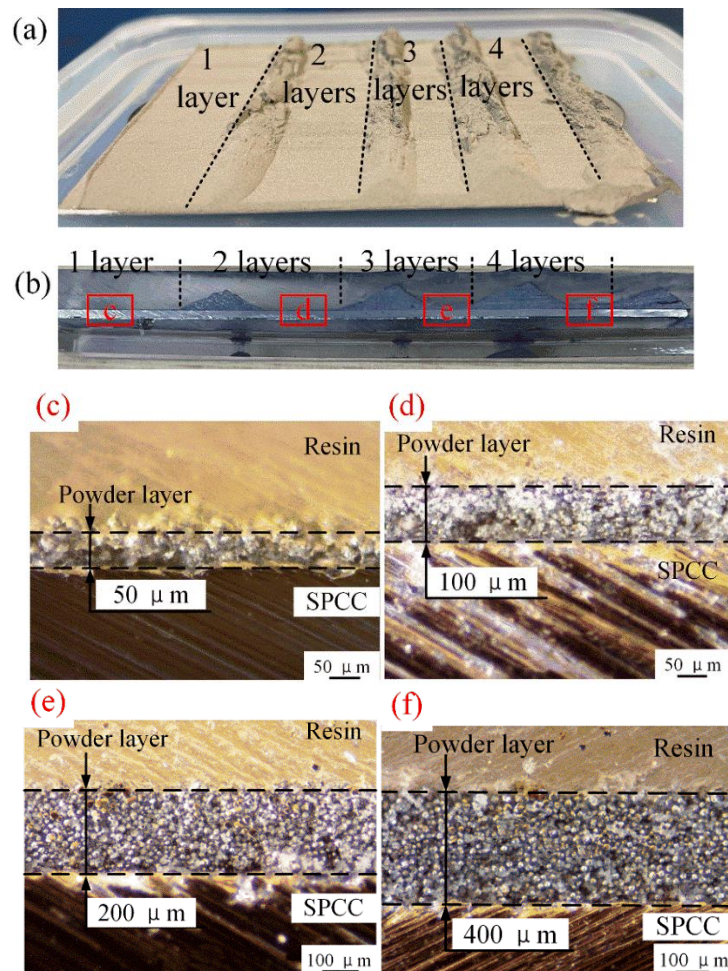 (a)
1
layer
2
layers
3
layers
4
layers
(b)
1 layer
2 layers
3 layers
4 layers
c
d
e
f
(c)
Resin
Powder layer
50 μm
SPCC
50 μm
(d)
Resin
Powder layer
100 μm
SPCC
50 μm
(e)
Resin
Powder layer
200 μm
SPCC
100 μm
(f)
Resin
Powder layer
400 μm
SPCC
100 μm